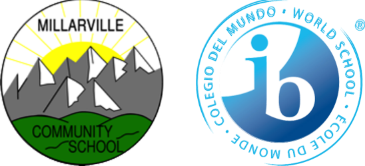 MILLARVILLE
COMMUNITY
SCHOOL
COLEGIO DEL MUNDO · WORLD SCHOOL · ÉCOLE DU MONDE ·
®
ib